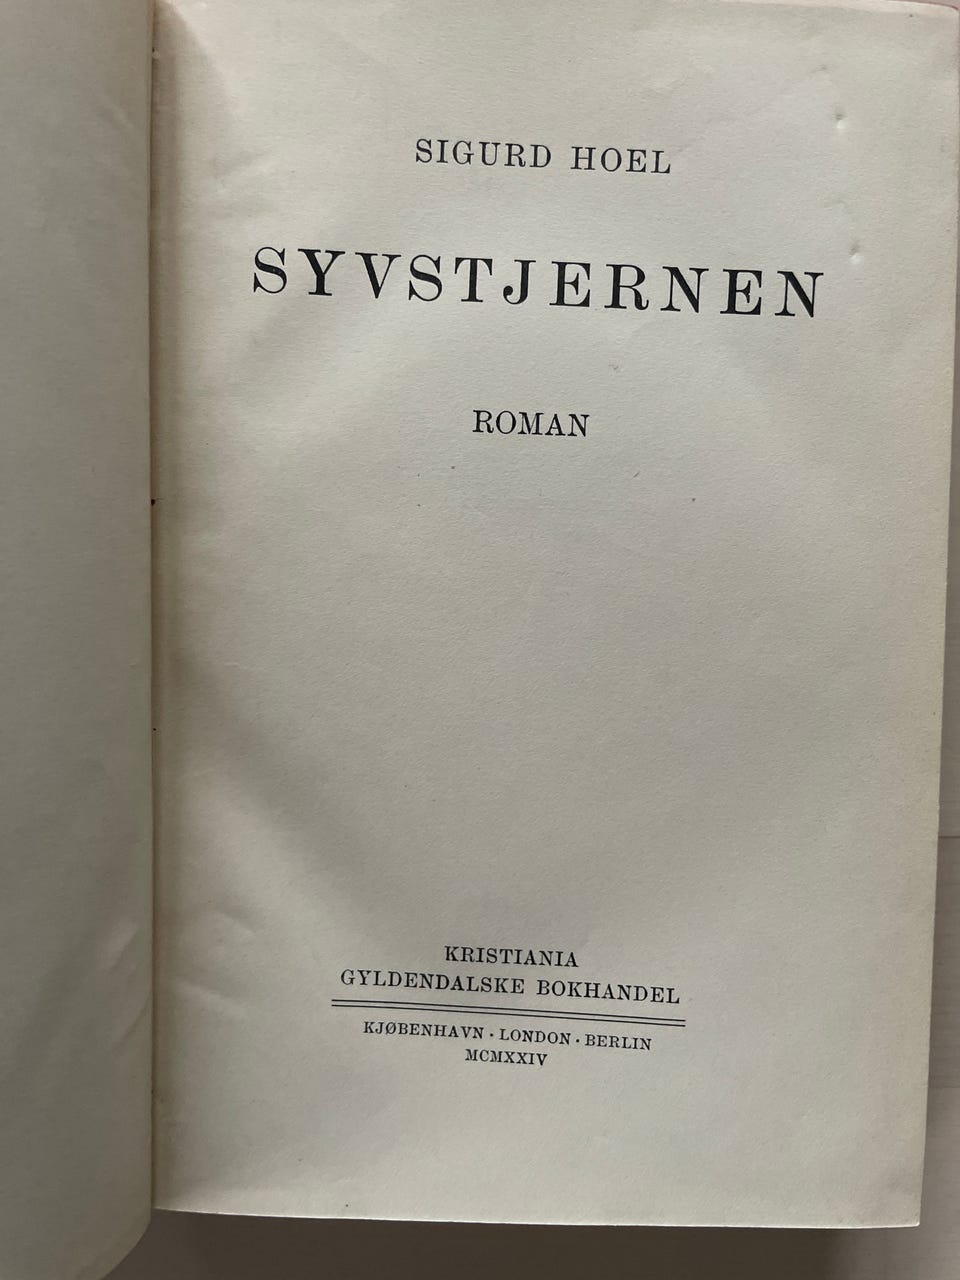 SIGURD HOEL
SYVSTJERNEN
ROMAN
KRISTIANIA
GYLDENDALSKE BOKHANDEL
KJØBENHAVN · LONDON · BERLIN
MCMXXIV